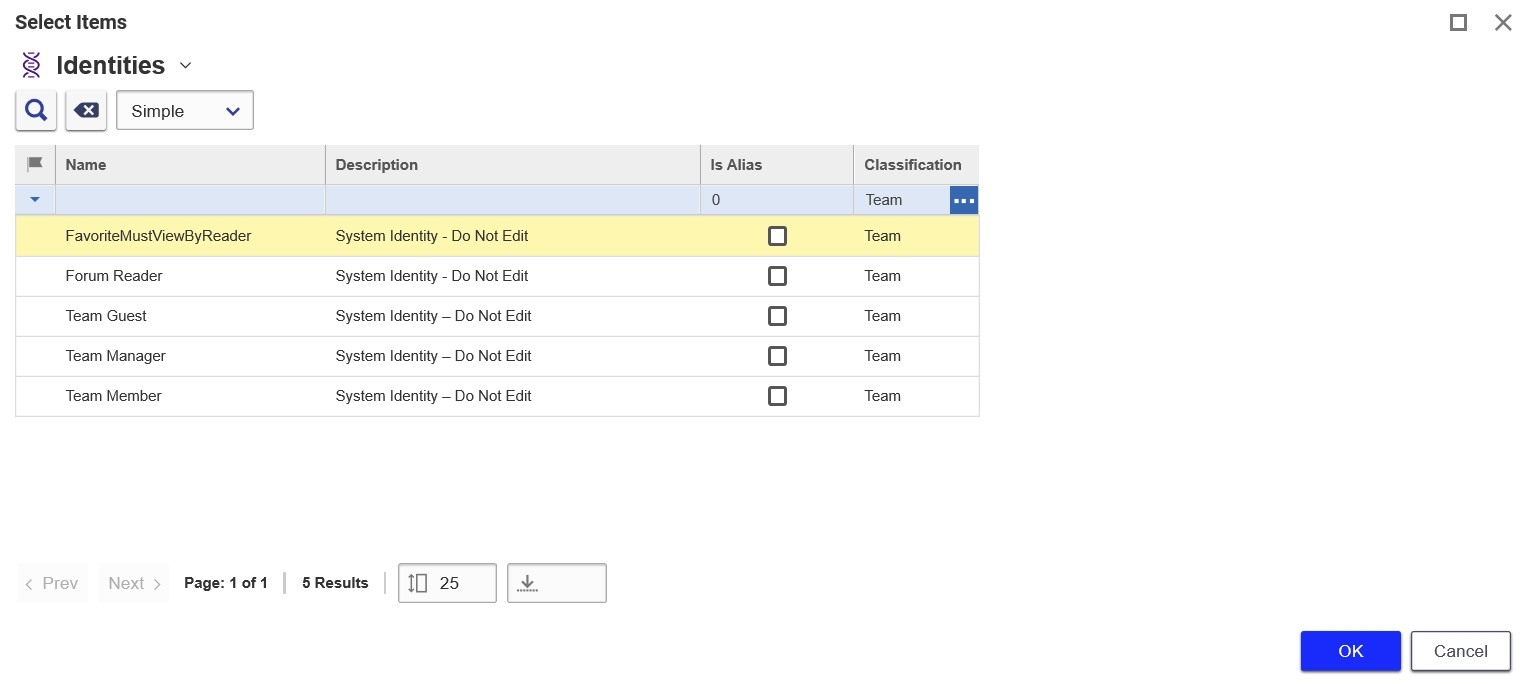 Select Items
Identities
Simple
Name Description Is Alias Classification
0 Team
FavoriteMustViewByReader System Identity - Do Not Edit Team
Forum Reader System Identity - Do Not Edit Team
Team Guest System Identity – Do Not Edit Team
Team Manager System Identity – Do Not Edit Team
Team Member System Identity – Do Not Edit Team
Prev Next Page: 1 of 1 5 Results 25
OK Cancel